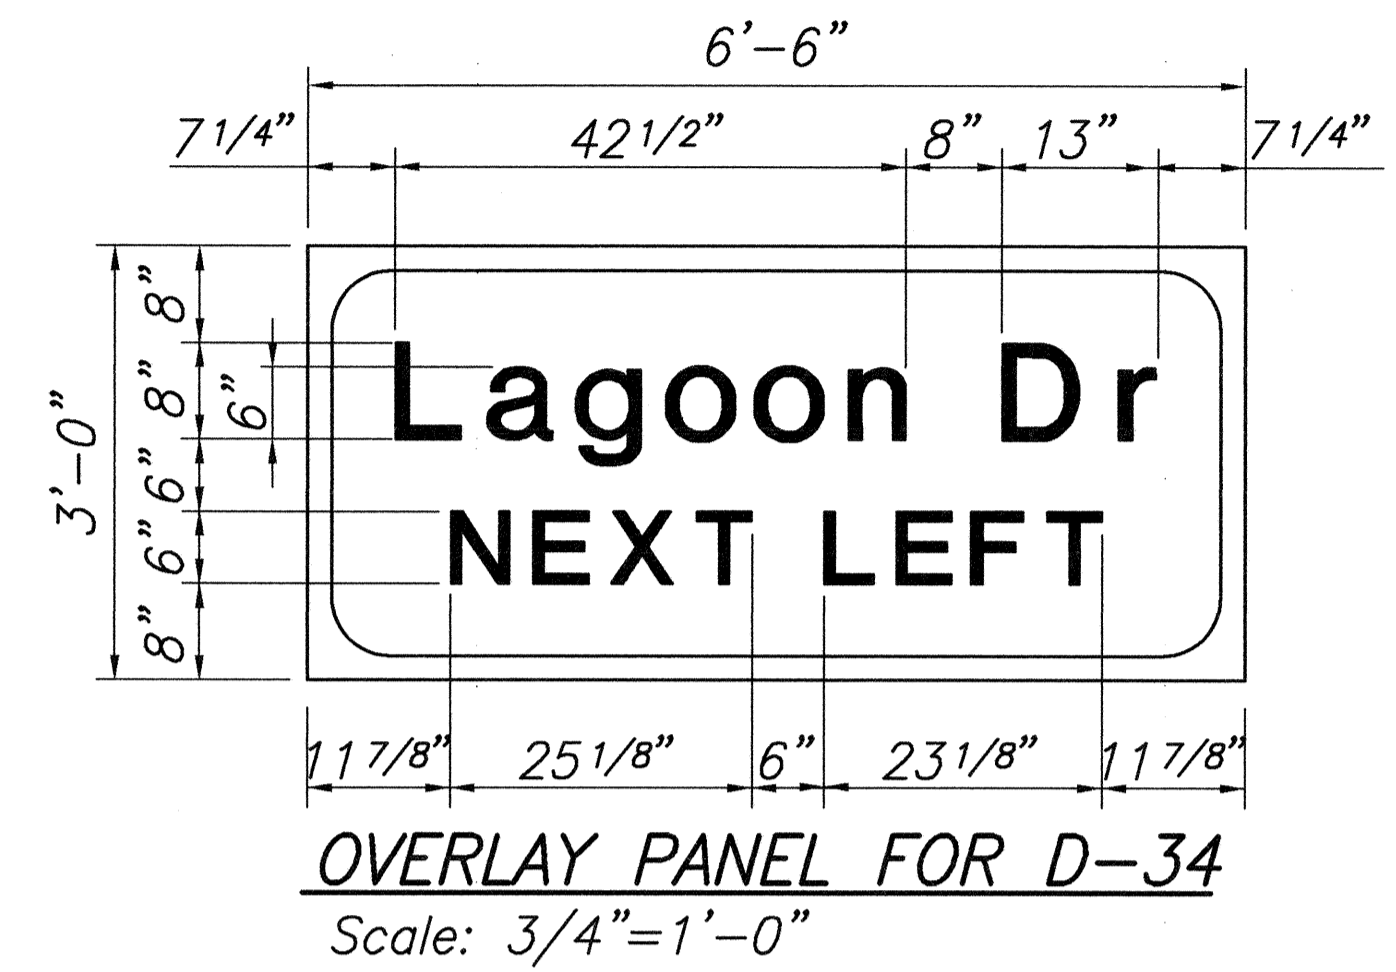 6'-6"
7 1/4" 42 1/2" 8" 13" 7 1/4"
3'-0"
8"
8"
6"
6"
6"
8"
Lagoon Dr
NEXT LEFT
11 7/8" 25 1/8" 6" 23 1/8" 11 7/8"
OVERLAY PANEL FOR D-34
Scale: 3/4"=1'-0"